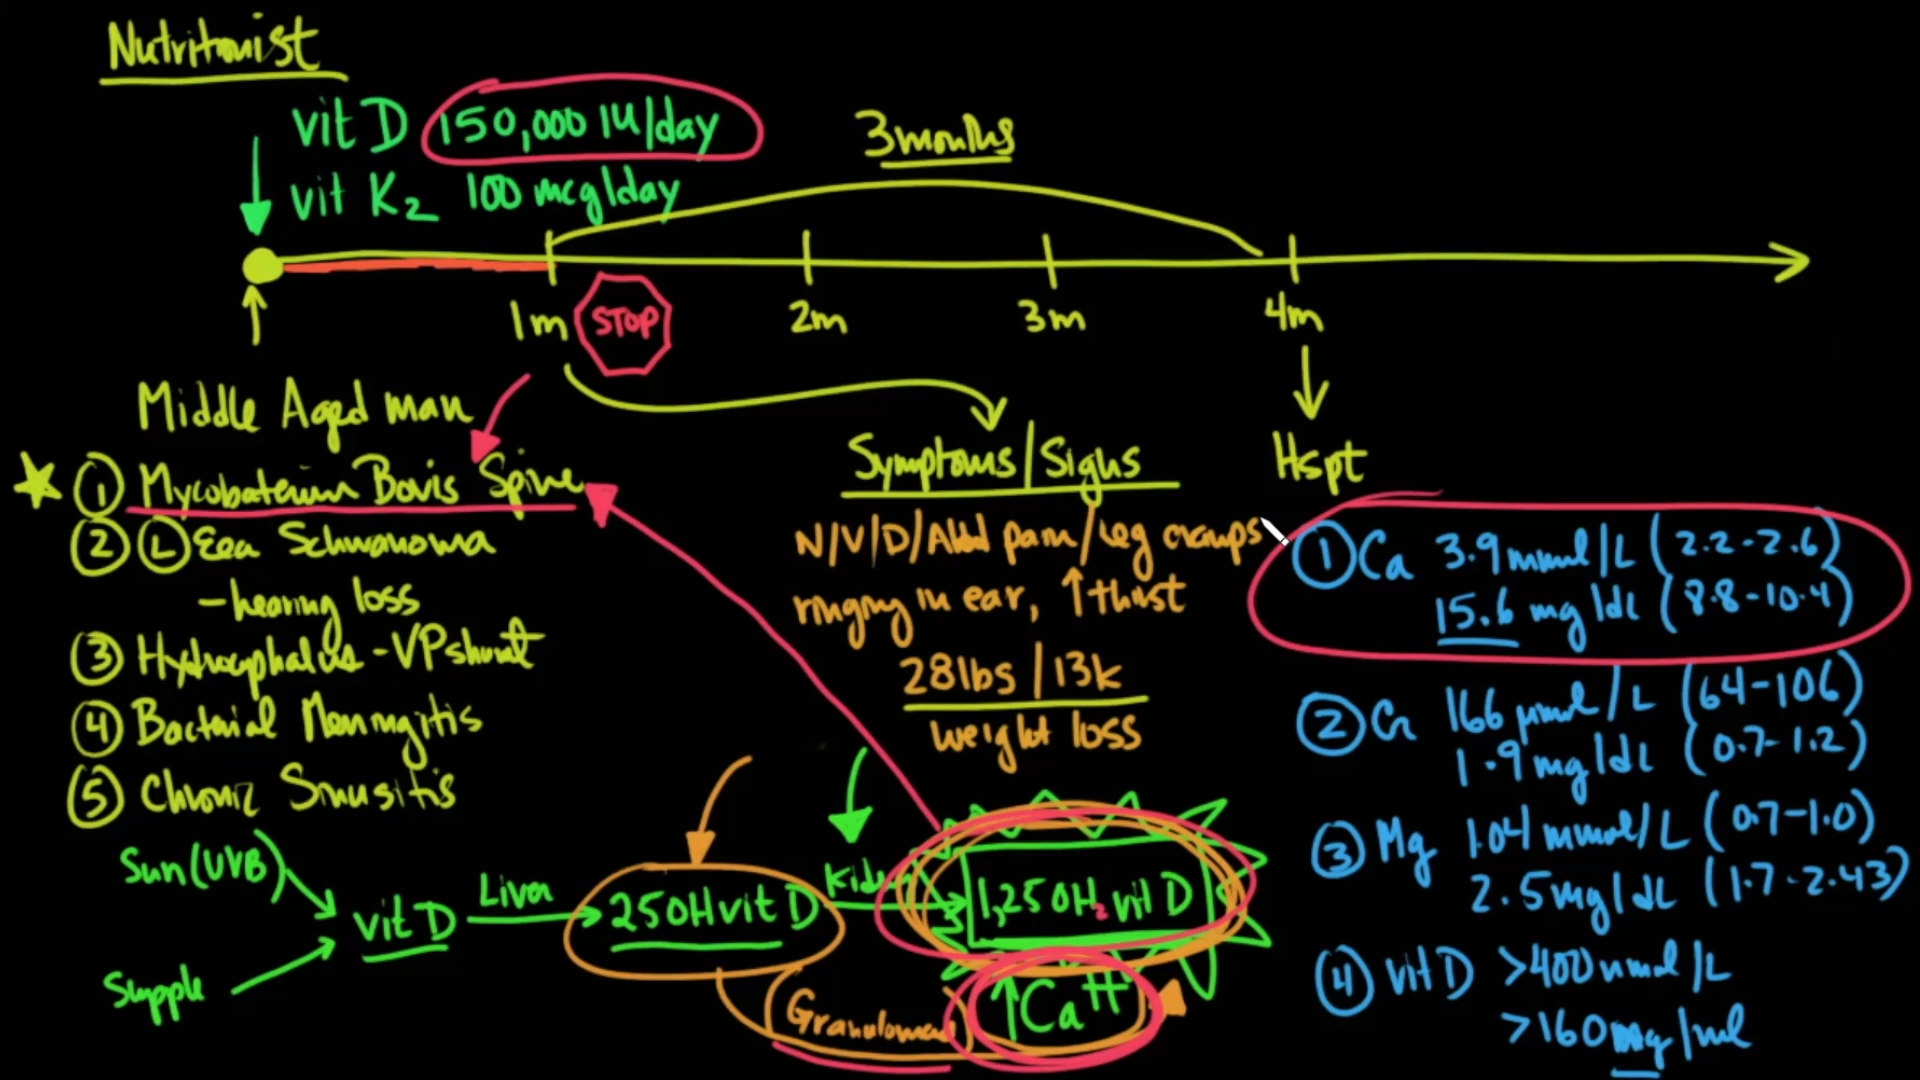 Nutritionist
vit D 150,000 IU/day
vit K2 100 mcg/day
3 months
1m STOP 2m 3m 4m
Middle Aged man
① Mycobaterium Bovis Spine
② Ⓛ Ear Schwanoma
- hearing loss
③ Hydrocyphalus - VP shunt
④ Bacterial Meningitis
⑤ Chronic Sinusitis
Symptoms/Signs
N/V/D/Abd pain/leg cramps
ringing in ear, ↑thirst
28lbs/13k
weight loss
Hspt
① Ca 3.9 mmol/L (2.2-2.6)
15.6 mg/dL (8.8-10.4)
② Cr 166 µmol/L (64-106)
1.9 mg/dL (0.7-1.2)
③ Mg 1.04 mmol/L (0.7-1.0)
2.5 mg/dL (1.7-2.43)
④ vit D >400 nmol/L
>160 mg/ml
Sun (UVB)
Supple
vit D
Liver
25OH vit D
1,25OH2 vit D
Granulomas
↑Ca++